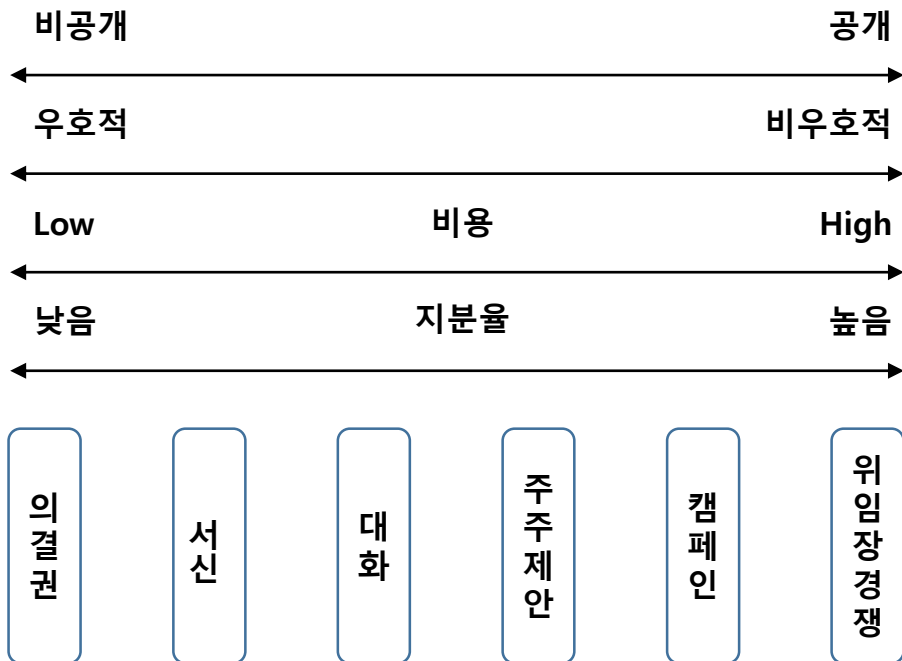 비공개 공개
우호적 비우호적
Low 비용 High
낮음 지분율 높음
의결권
서신
대화
주주제안
캠페인
위임장경쟁